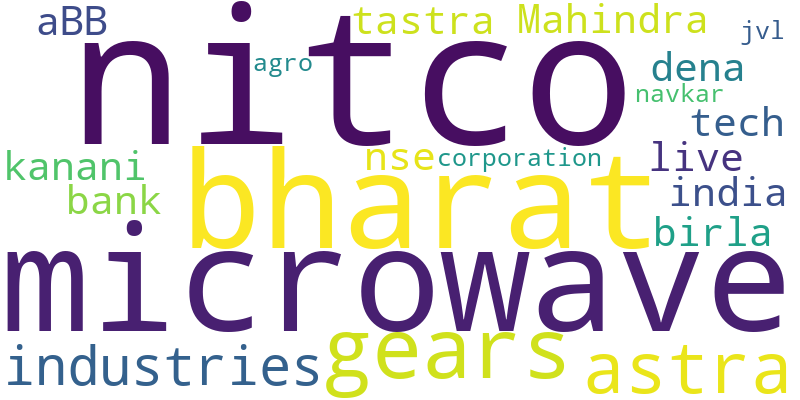 aBB
nitco
tastra
Mahindra
jvl
agro
dena
navkar
tech
kanani
bank
bharat
nse
corporation
live
india
birla
microwave
industries
gears
astra